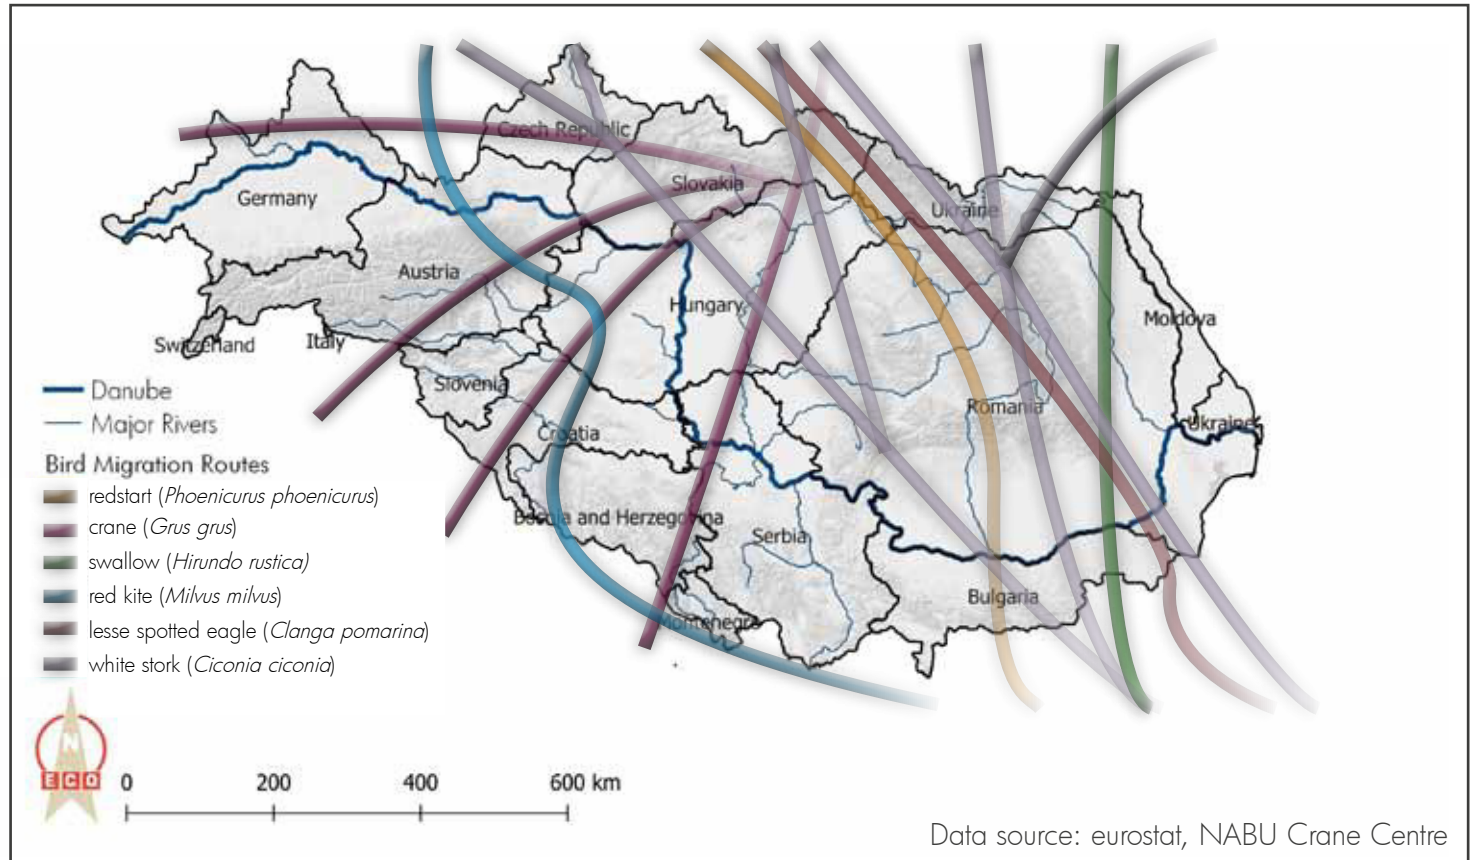 Czech Republic
Slovakia
Germany
Ukraine
Austria
Hungary
Moldova
Switzerland
Italy
Slovenia
Danube
Romania
Major Rivers
Ukraine
Croatia
Bird Migration Routes
redstart (Phoenicurus phoenicurus)
crane (Grus grus)
Bosnia and Herzegovina
Serbia
swallow (Hirundo rustica)
red kite (Milvus milvus)
Bulgaria
lesse spotted eagle (Clanga pomarina)
Montenegro
white stork (Ciconia ciconia)
N
ECO
0 200 400 600 km
Data source: eurostat, NABU Crane Centre